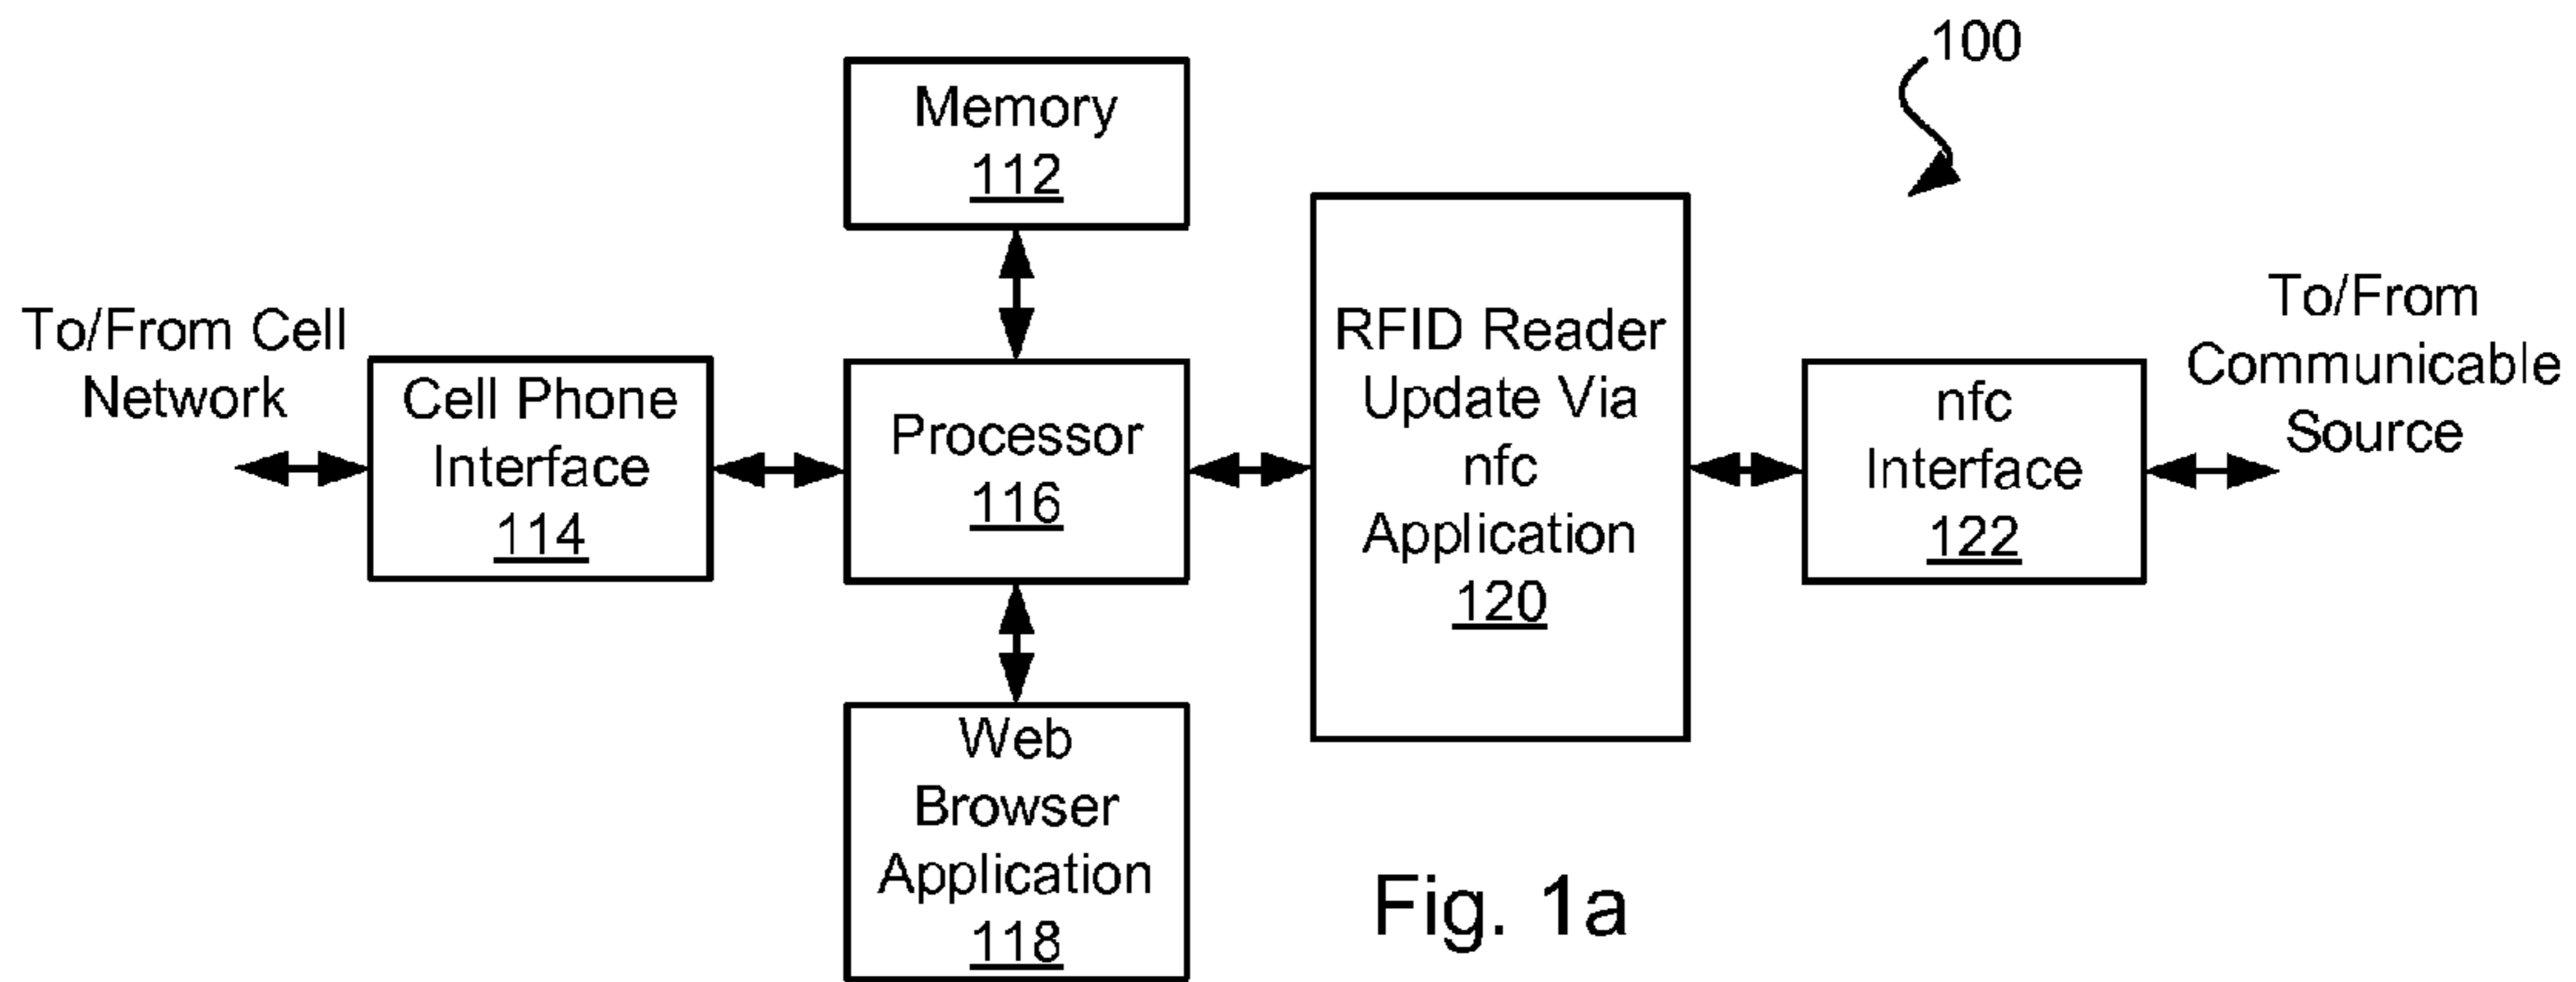 100
Memory
112
To/From Cell
Network
Cell Phone
Interface
114
Processor
116
RFID Reader
Update Via
nfc
Application
120
nfc
Interface
122
To/From
Communicable
Source
Web
Browser
Application
118
Fig. 1a